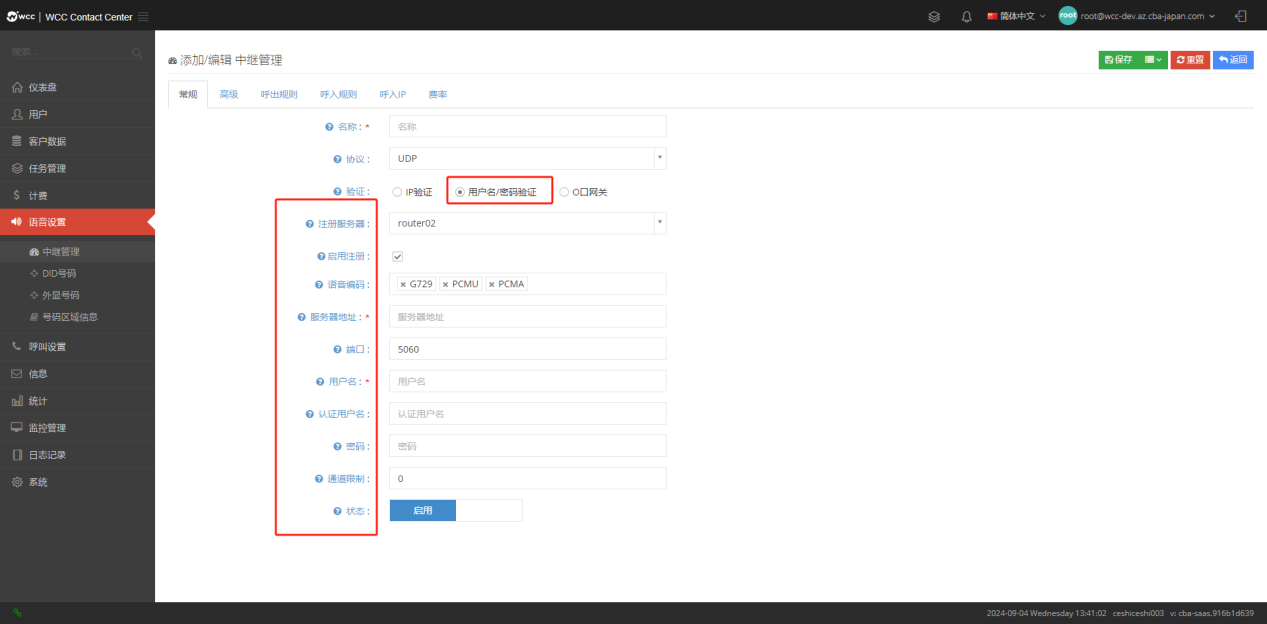 wcc | WCC Contact Center
简体中文
root
root@wcc-dev.az.cba-japan.com
搜索...
仪表盘
用户
客户数据
任务管理
计费
语音设置
中继管理
DID号码
外显号码
号码区域信息
呼叫设置
信息
统计
监控管理
日志记录
系统
添加/编辑 中继管理
保存
重置
返回
常规 高级 呼出规则 呼入规则 呼入IP 费率
名称 : * 名称
协议 : UDP
验证 : IP验证 用户名/密码验证 O口网关
注册服务器 : router02
启用注册 :
语音编码 : × G729 × PCMU × PCMA
服务器地址 : * 服务器地址
端口 : 5060
用户名 : * 用户名
认证用户名 : 认证用户名
密码 : 密码
通道限制 : 0
状态 : 启用
2024-09-04 Wednesday 13:41:02 ceshiceshi003 v: cba-saas.916b1d639